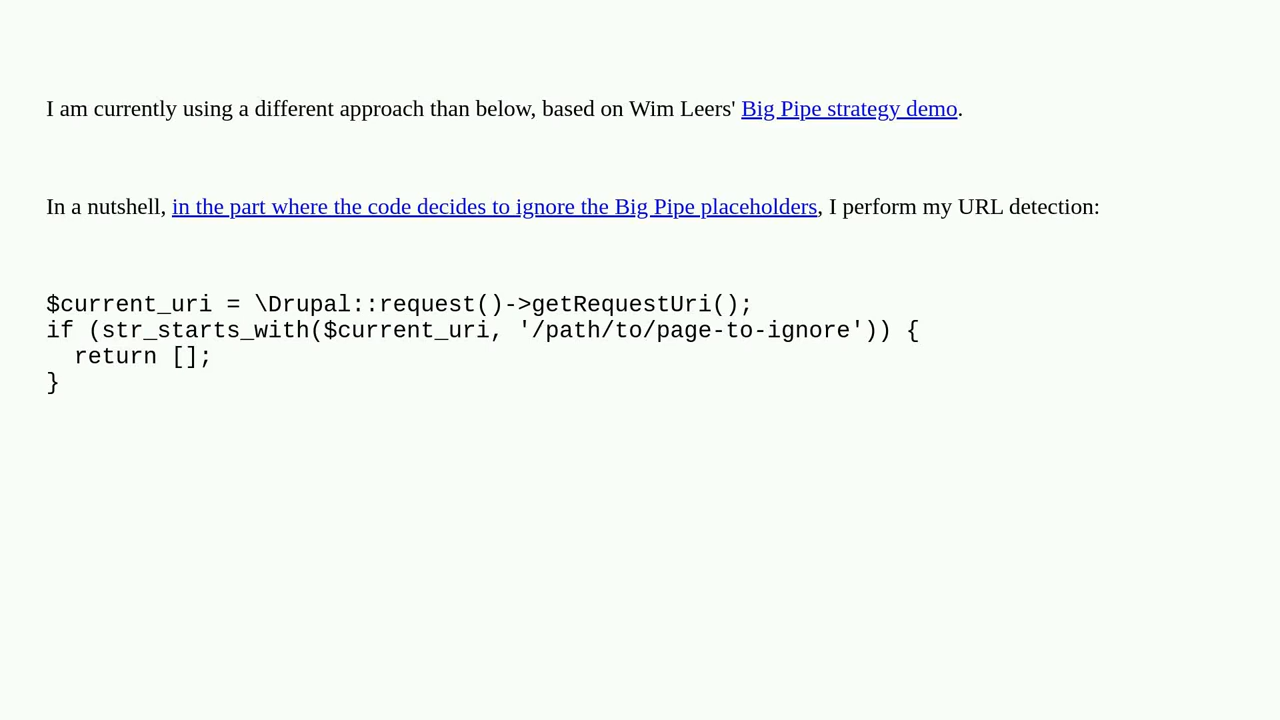 I am currently using a different approach than below, based on Wim Leers' Big Pipe strategy demo.
In a nutshell, in the part where the code decides to ignore the Big Pipe placeholders, I perform my URL detection:
$current_uri = \Drupal::request()->getRequestUri();
if (str_starts_with($current_uri, '/path/to/page-to-ignore')) {
  return [];
}